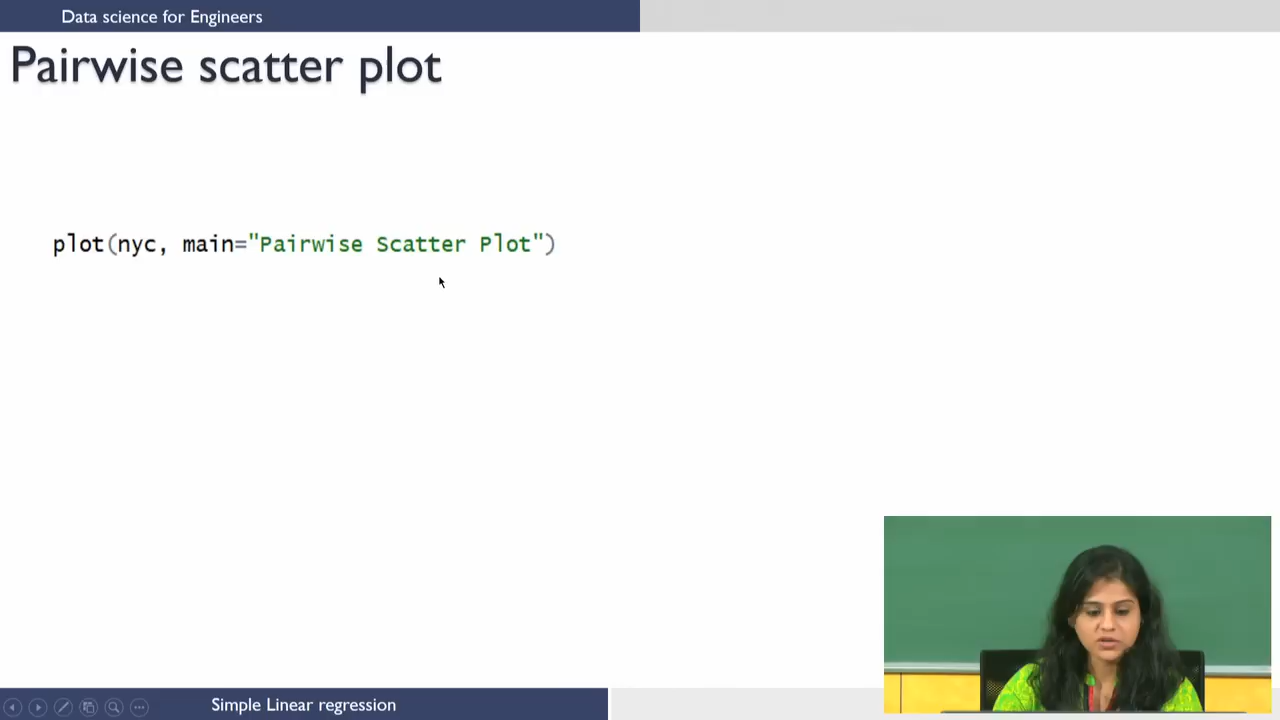 Data science for Engineers
Pairwise scatter plot
plot(nyc, main="Pairwise Scatter Plot")
Simple Linear regression